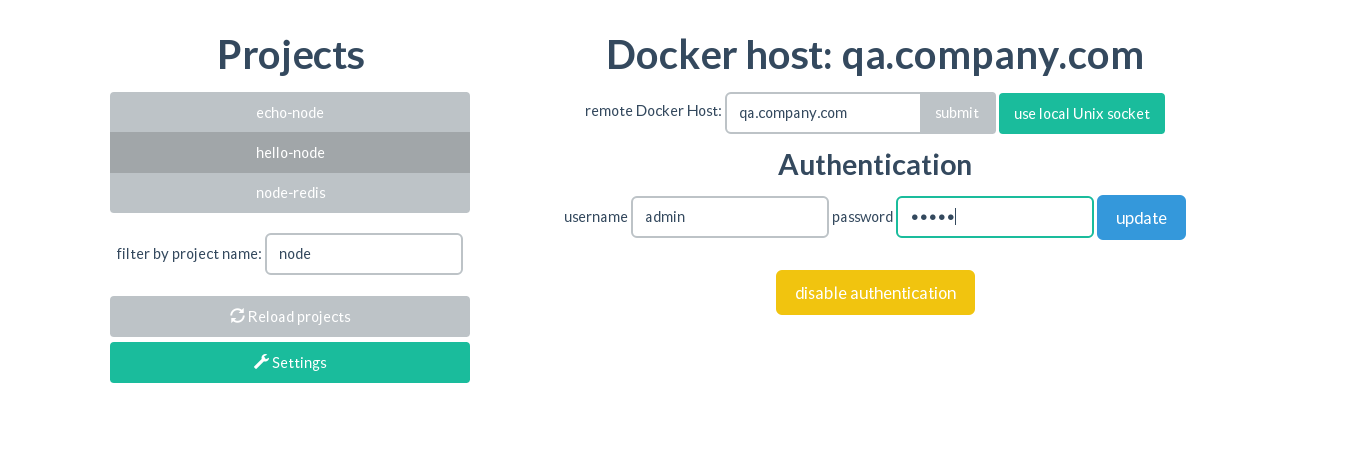 Projects
echo-node
hello-node
node-redis
filter by project name: node
Reload projects
Settings
Docker host: qa.company.com
remote Docker Host: qa.company.com submit use local Unix socket
Authentication
username admin password ••••• update
disable authentication